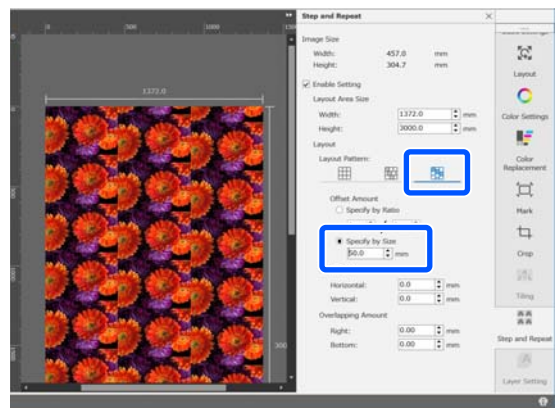 0
500
1000
150
Step and Repeat
Image Size
Width: 457.0 mm
Height: 304.7 mm
Enable Setting
Layout Area Size
Width: 1372.0 mm
Height: 3000.0 mm
Layout
Layout Pattern:
Offset Amount
Specify by Ratio
Specify by Size
50.0 mm
Horizontal: 0.0 mm
Vertical: 0.0 mm
Overlapping Amount
Right: 0.00 mm
Bottom: 0.00 mm
1372.0
300
Layout
Color Settings
Color
Replacement
Mark
Crop
Tiling
Step and Repeat
Layer Setting